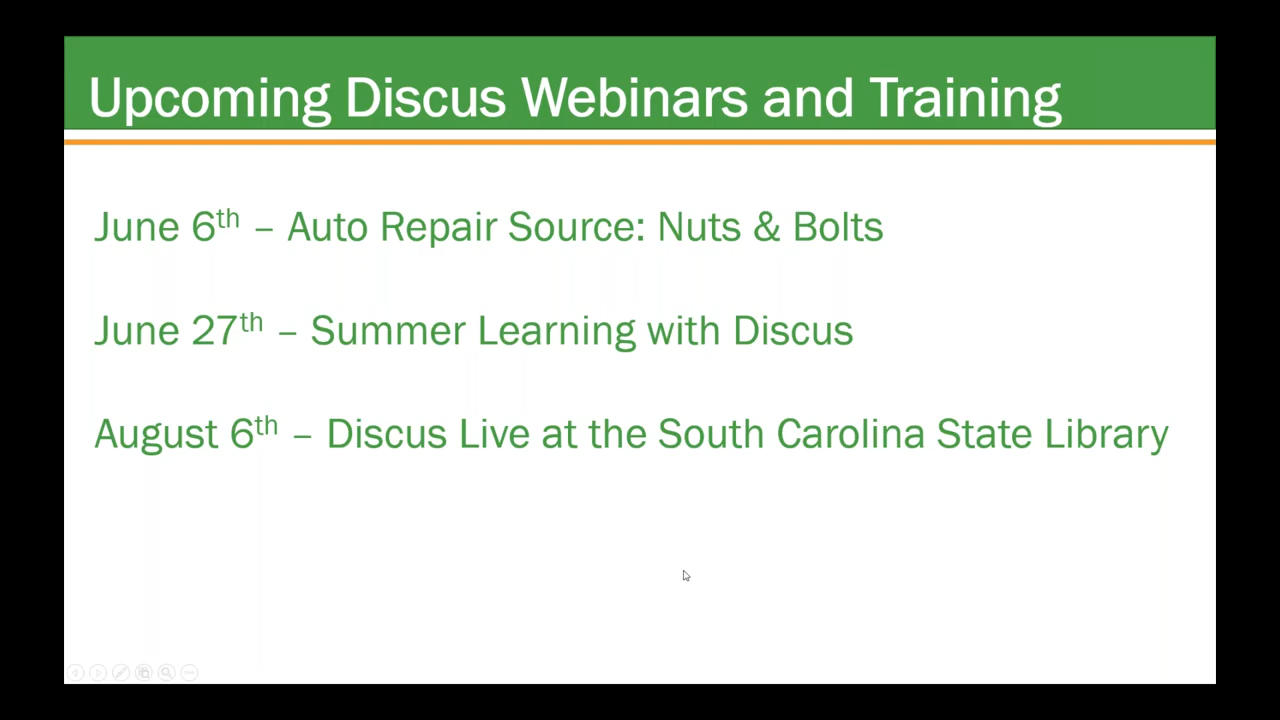 Upcoming Discus Webinars and Training
June 6th – Auto Repair Source: Nuts & Bolts
June 27th – Summer Learning with Discus
August 6th – Discus Live at the South Carolina State Library